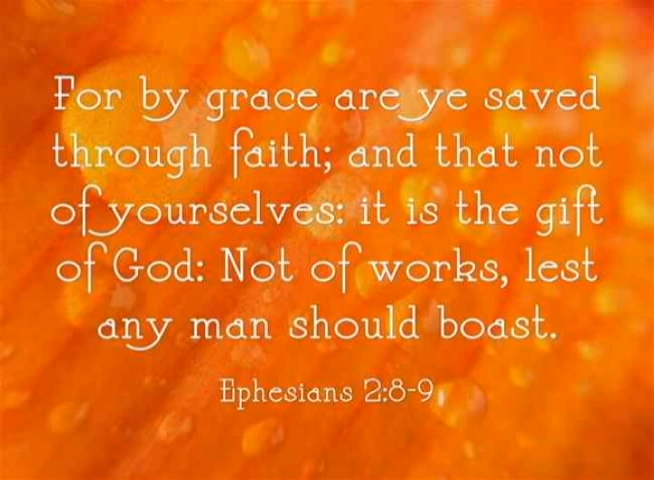 For by grace are ye saved
through faith; and that not
of yourselves: it is the gift
of God: Not of works, lest
any man should boast.
Ephesians 2:8-9